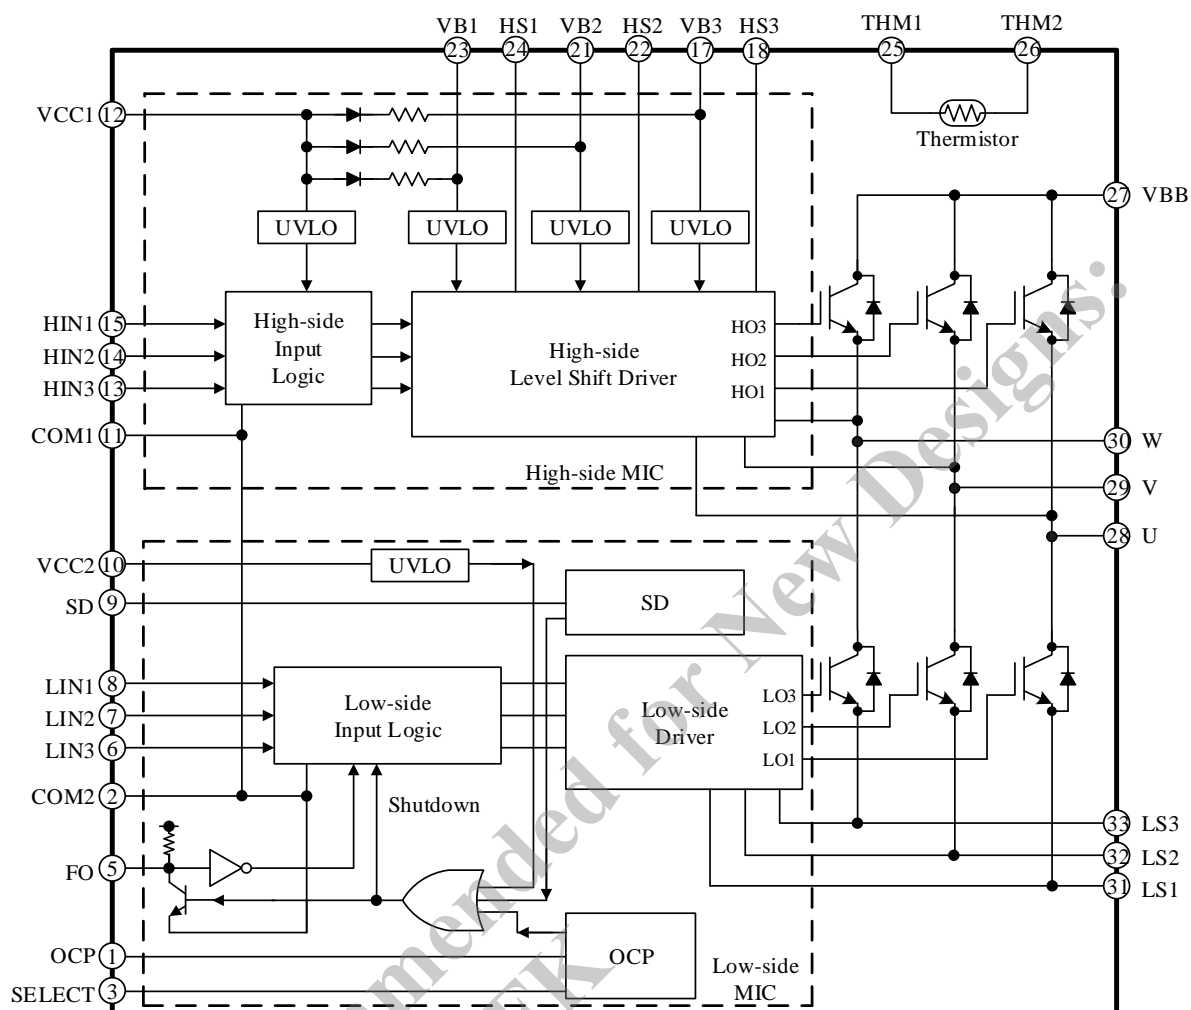 VB1 HS1 VB2 HS2 VB3 HS3 THM1 THM2
23 24 21 22 17 18 25 26
VCC1 12
Thermistor
27 VBB
UVLO UVLO UVLO UVLO
HIN1 15
HIN2 14
HIN3 13
COM1 11
High-side
Input
Logic
High-side
Level Shift Driver
HO3
HO2
HO1
High-side MIC
30 W
29 V
28 U
VCC2 10
UVLO
SD 9
SD
LIN1 8
LIN2 7
LIN3 6
COM2 2
Low-side
Input Logic
Low-side
Driver
LO3
LO2
LO1
Shutdown
33 LS3
32 LS2
31 LS1
FO 5
OCP 1
OCP
SELECT 3
Low-side
MIC
mended for New Designs:
FK